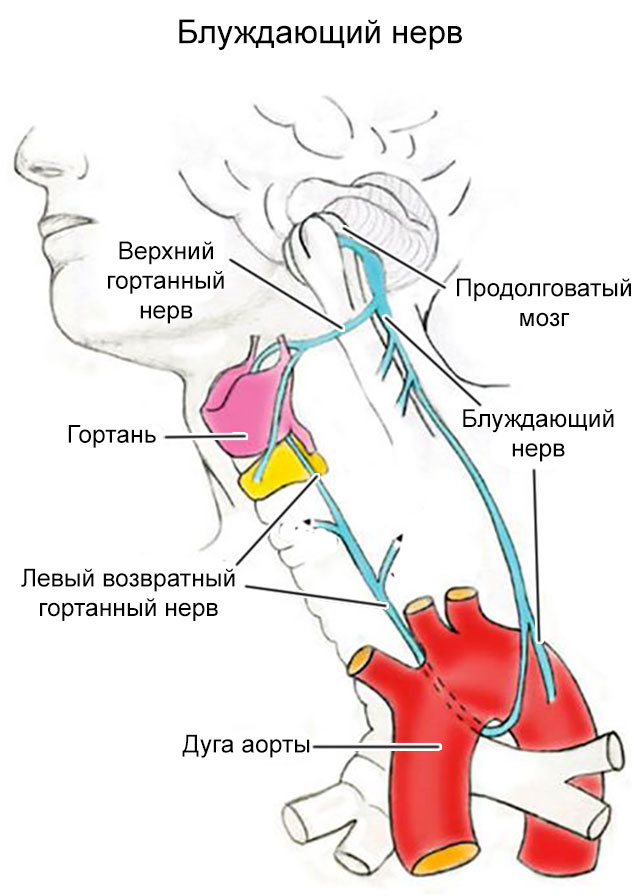 Блуждающий нерв
Верхний
гортанный
нерв
Продолговатый
мозг
Гортань
Блуждающий
нерв
Левый возвратный
гортанный нерв
Дуга аорты